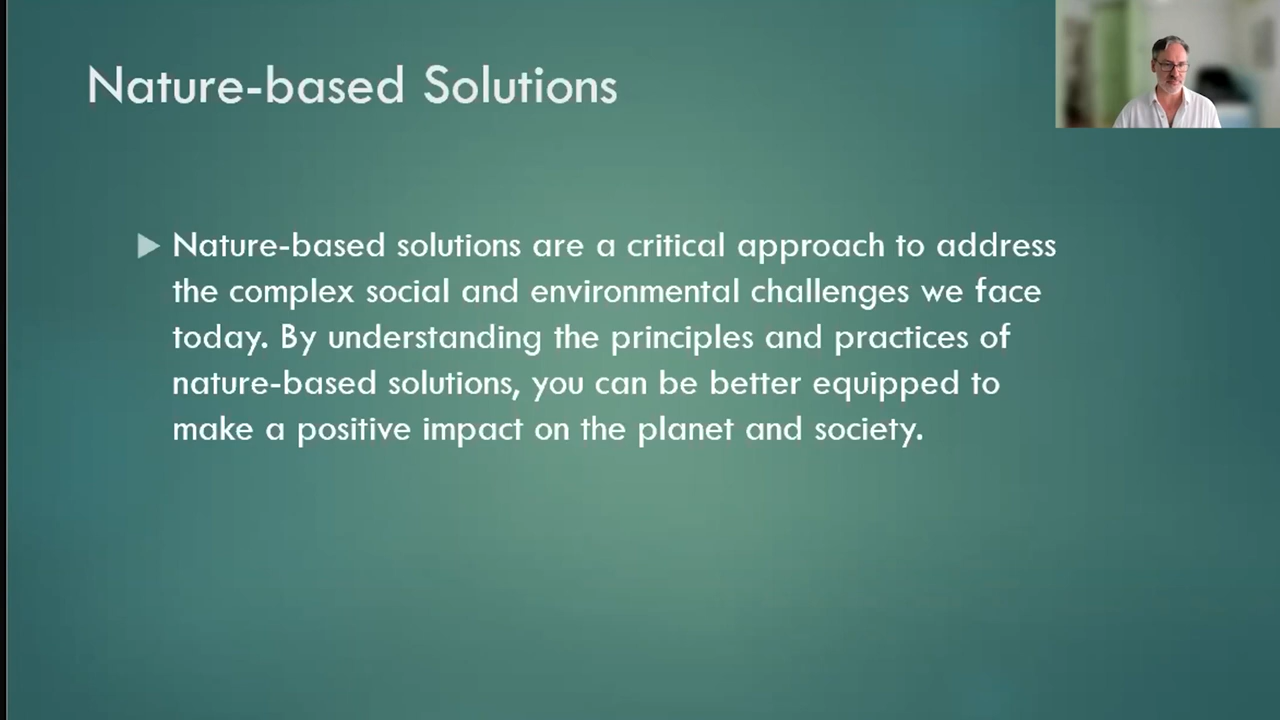 Nature-based Solutions
Nature-based solutions are a critical approach to address
the complex social and environmental challenges we face
today. By understanding the principles and practices of
nature-based solutions, you can be better equipped to
make a positive impact on the planet and society.